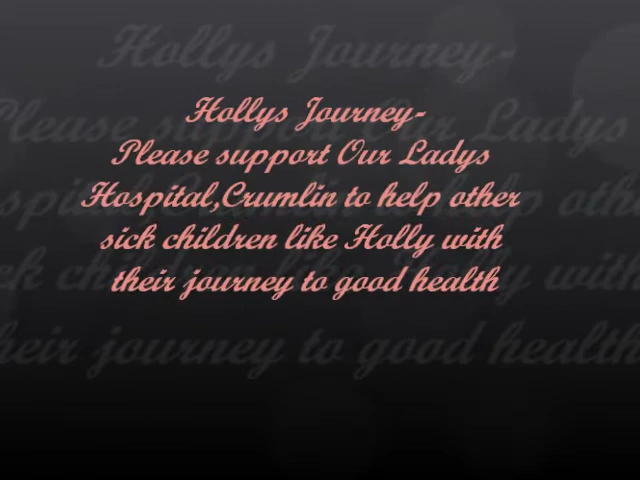 Hollys Journey-
Please support Our Ladys
Hospital,Crumlin to help other
sick children like Holly with
their journey to good health